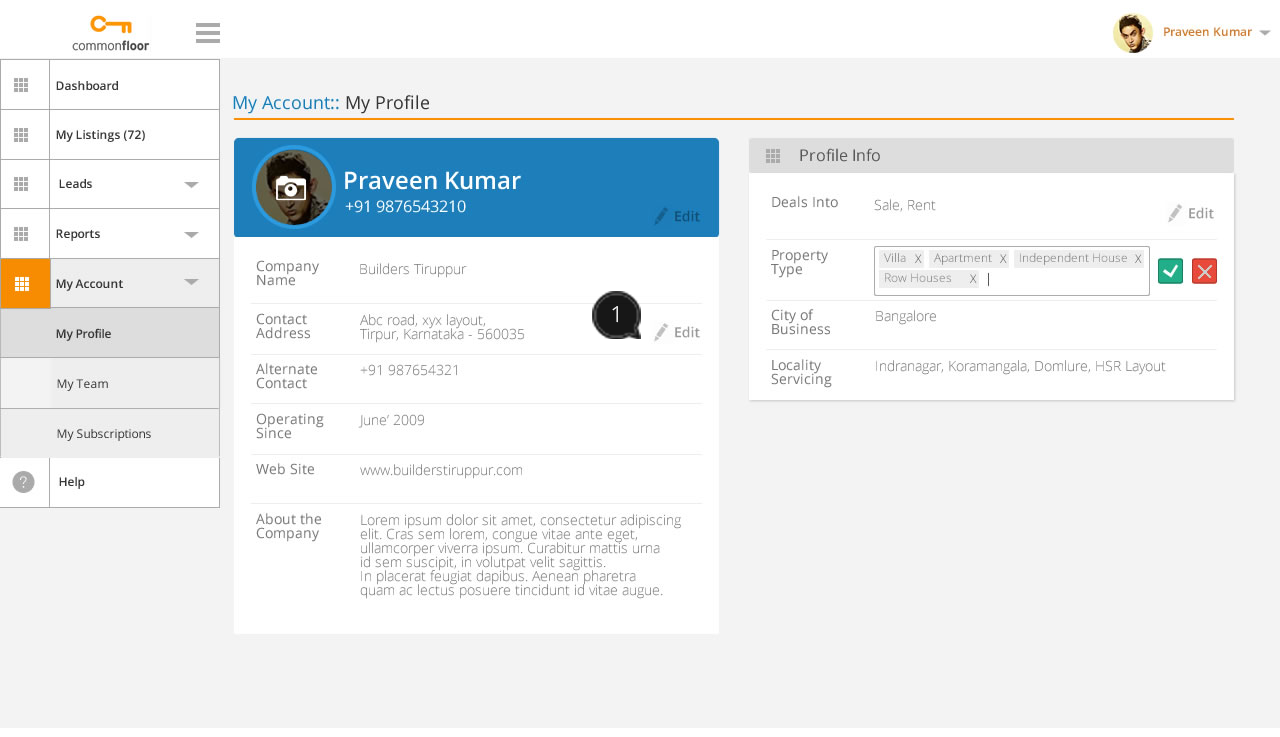 commonfloor
Praveen Kumar
Dashboard
My Listings (72)
Leads
Reports
My Account
My Profile
My Team
My Subscriptions
? Help
My Account:: My Profile
Praveen Kumar
+91 9876543210
Edit
Company Name
Builders Tiruppur
Contact Address
Abc road, xyx layout,
Tirpur, Karnataka - 560035
1
Edit
Alternate Contact
+91 987654321
Operating Since
June' 2009
Web Site
www.builderstiruppur.com
About the Company
Lorem ipsum dolor sit amet, consectetur adipiscing
elit. Cras sem lorem, congue vitae ante eget,
ullamcorper viverra ipsum. Curabitur mattis urna
id sem suscipit, in volutpat velit sagittis.
In placerat feugiat dapibus. Aenean pharetra
quam ac lectus posuere tincidunt id vitae augue.
Profile Info
Deals Into
Sale, Rent
Edit
Property Type
Villa X Apartment X Independent House X
Row Houses X
City of Business
Bangalore
Locality Servicing
Indranagar, Koramangala, Domlure, HSR Layout